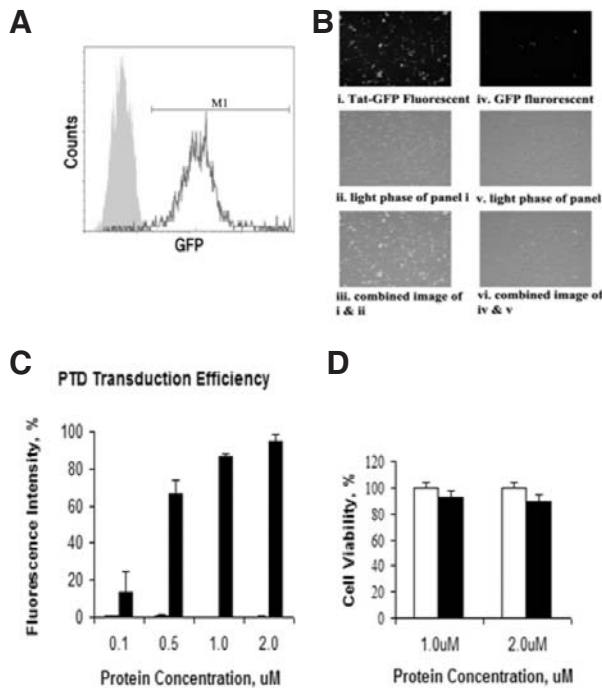 A
Counts
M1
GFP
B
i. Tat-GFP Fluorescent
iv. GFP flurorescent
ii. light phase of panel i
v. light phase of panel
iii. combined image of
i & ii
vi. combined image of
iv & v
C
PTD Transduction Efficiency
Fluorescence Intensity, %
100
80
60
40
20
0
0.1 0.5 1.0 2.0
Protein Concentration, uM
D
Cell Viability, %
120
100
80
60
40
20
0
1.0uM 2.0uM
Protein Concentration, uM